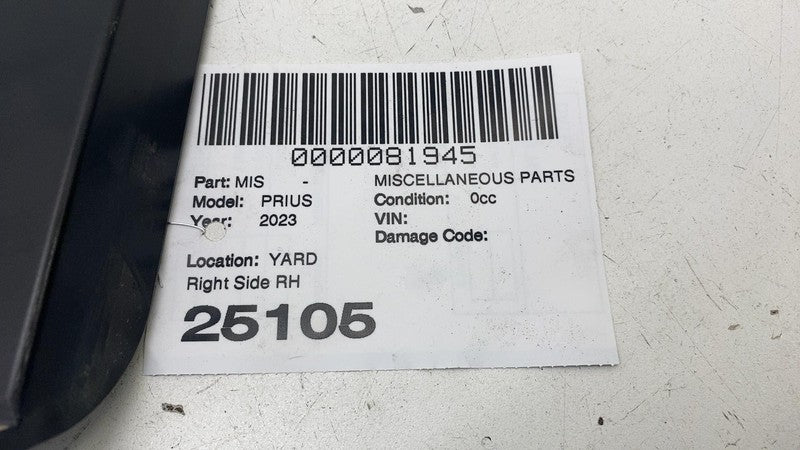 0000081945
Part: MIS - MISCELLANEOUS PARTS
Model: PRIUS Condition: 0cc
Year: 2023 VIN:
Damage Code:
Location: YARD
Right Side RH
25105